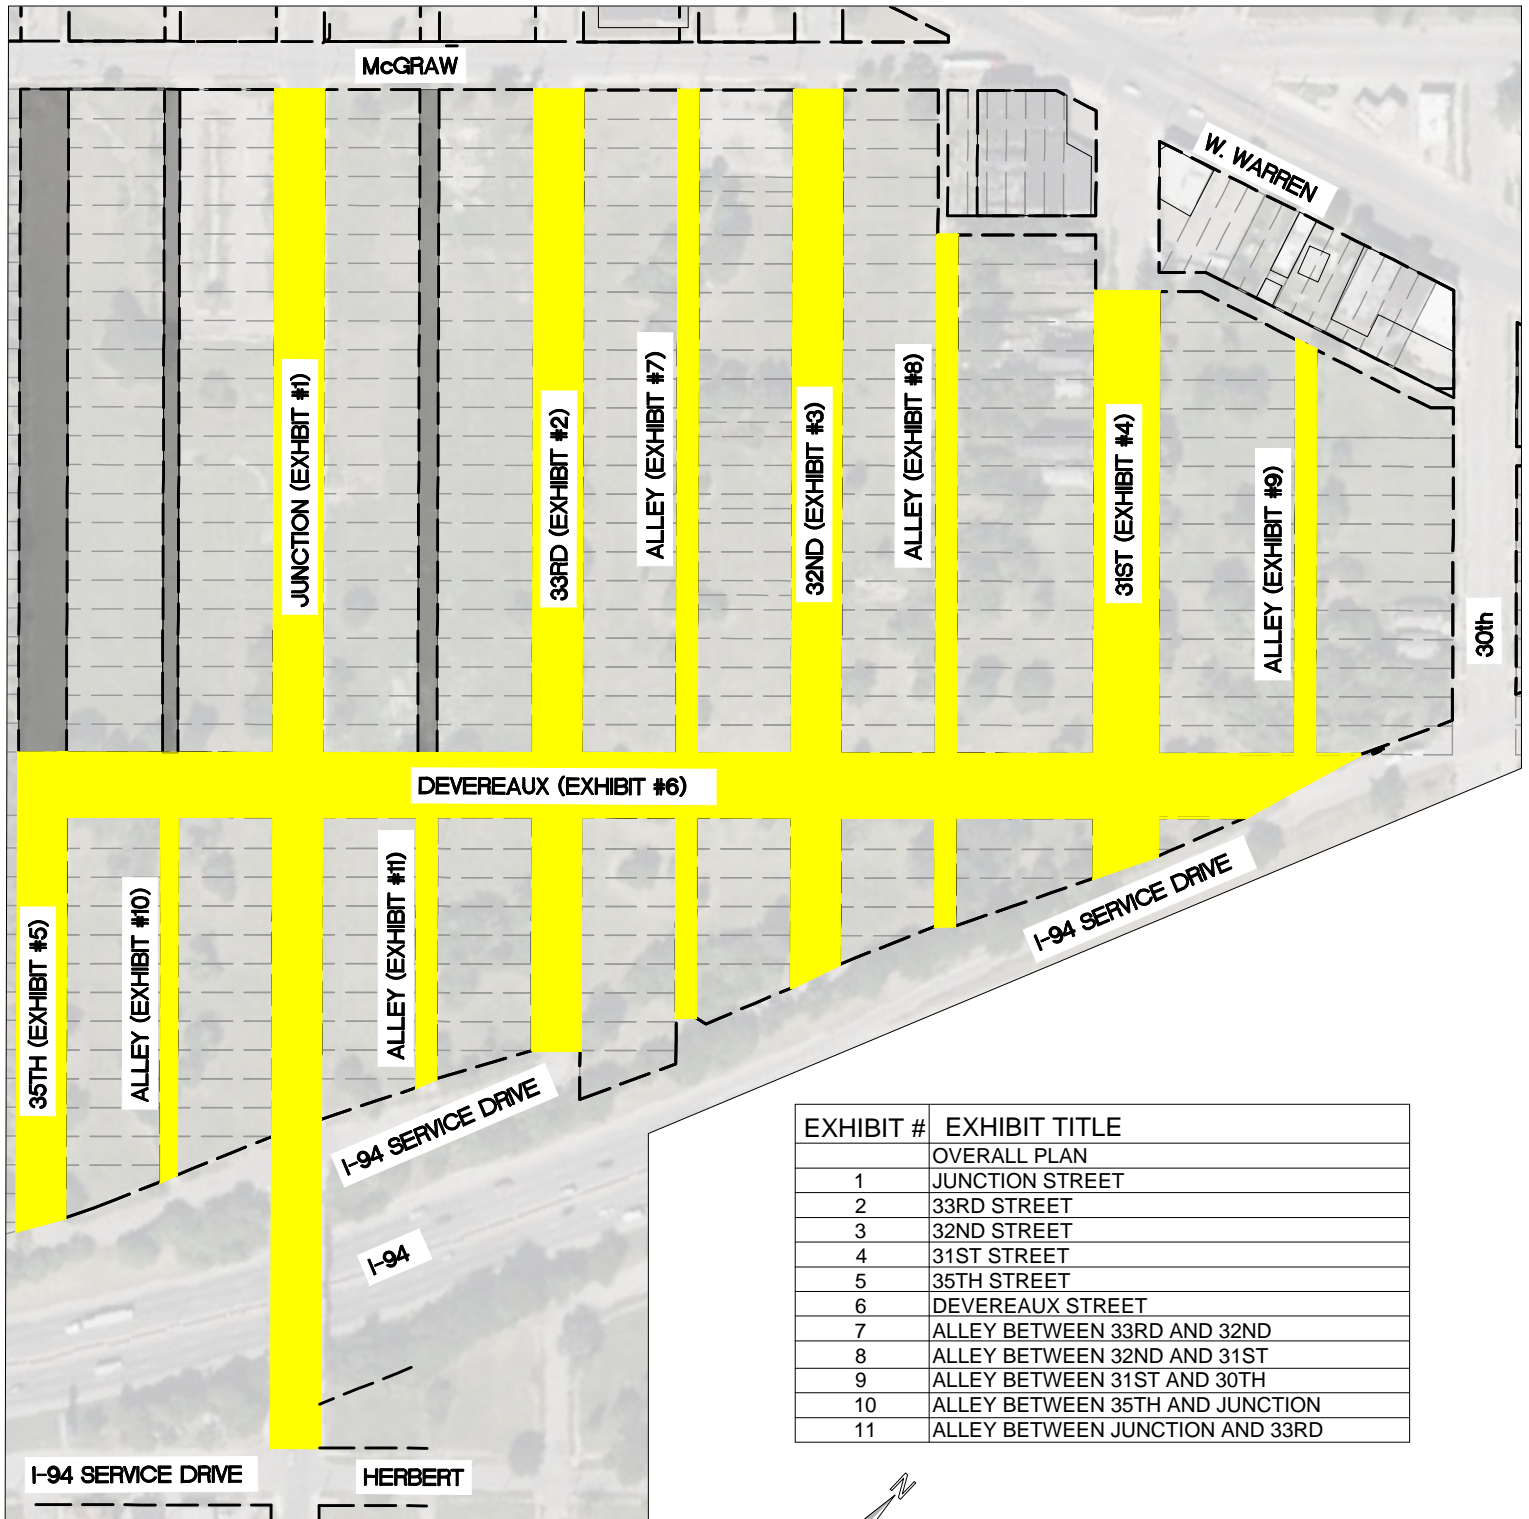 McGRAW
W. WARREN
JUNCTION (EXHIBIT #1)
33RD (EXHIBIT #2)
ALLEY (EXHIBIT #7)
32ND (EXHIBIT #3)
ALLEY (EXHIBIT #8)
31ST (EXHIBIT #4)
ALLEY (EXHIBIT #9)
30th
DEVEREAUX (EXHIBIT #6)
35TH (EXHIBIT #5)
ALLEY (EXHIBIT #10)
ALLEY (EXHIBIT #11)
I-94 SERVICE DRIVE
I-94 SERVICE DRIVE
I-94
EXHIBIT # EXHIBIT TITLE
OVERALL PLAN
1 JUNCTION STREET
2 33RD STREET
3 32ND STREET
4 31ST STREET
5 35TH STREET
6 DEVEREAUX STREET
7 ALLEY BETWEEN 33RD AND 32ND
8 ALLEY BETWEEN 32ND AND 31ST
9 ALLEY BETWEEN 31ST AND 30TH
10 ALLEY BETWEEN 35TH AND JUNCTION
11 ALLEY BETWEEN JUNCTION AND 33RD
I-94 SERVICE DRIVE
HERBERT
N